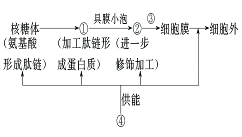 具膜小泡 ③
核糖体 ① ② 细胞膜 细胞外
(氨基酸 (加工肽链形 (进一步
形成肽链) 成蛋白质) 修饰加工)
供能
④